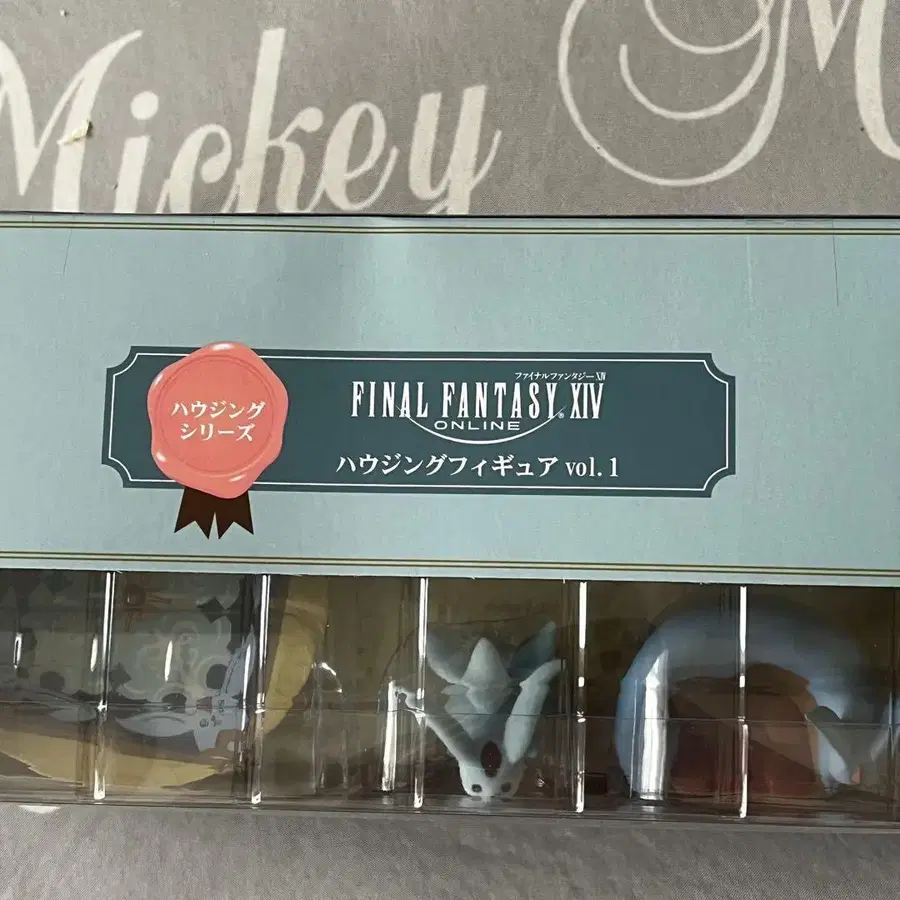 Mickey M
ハウジング
シリーズ
ファイナルファンタジーXIV
FINAL FANTASY® XIV
ONLINE
ハウジングフィギュア vol.1